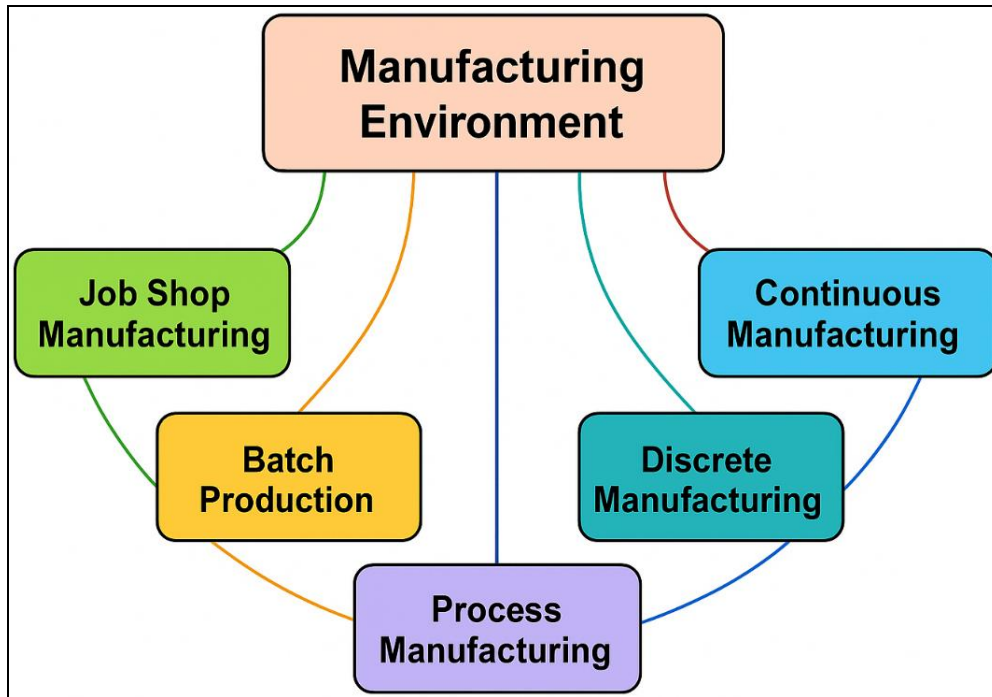 Manufacturing
Environment
Job Shop
Manufacturing
Continuous
Manufacturing
Batch
Production
Discrete
Manufacturing
Process
Manufacturing